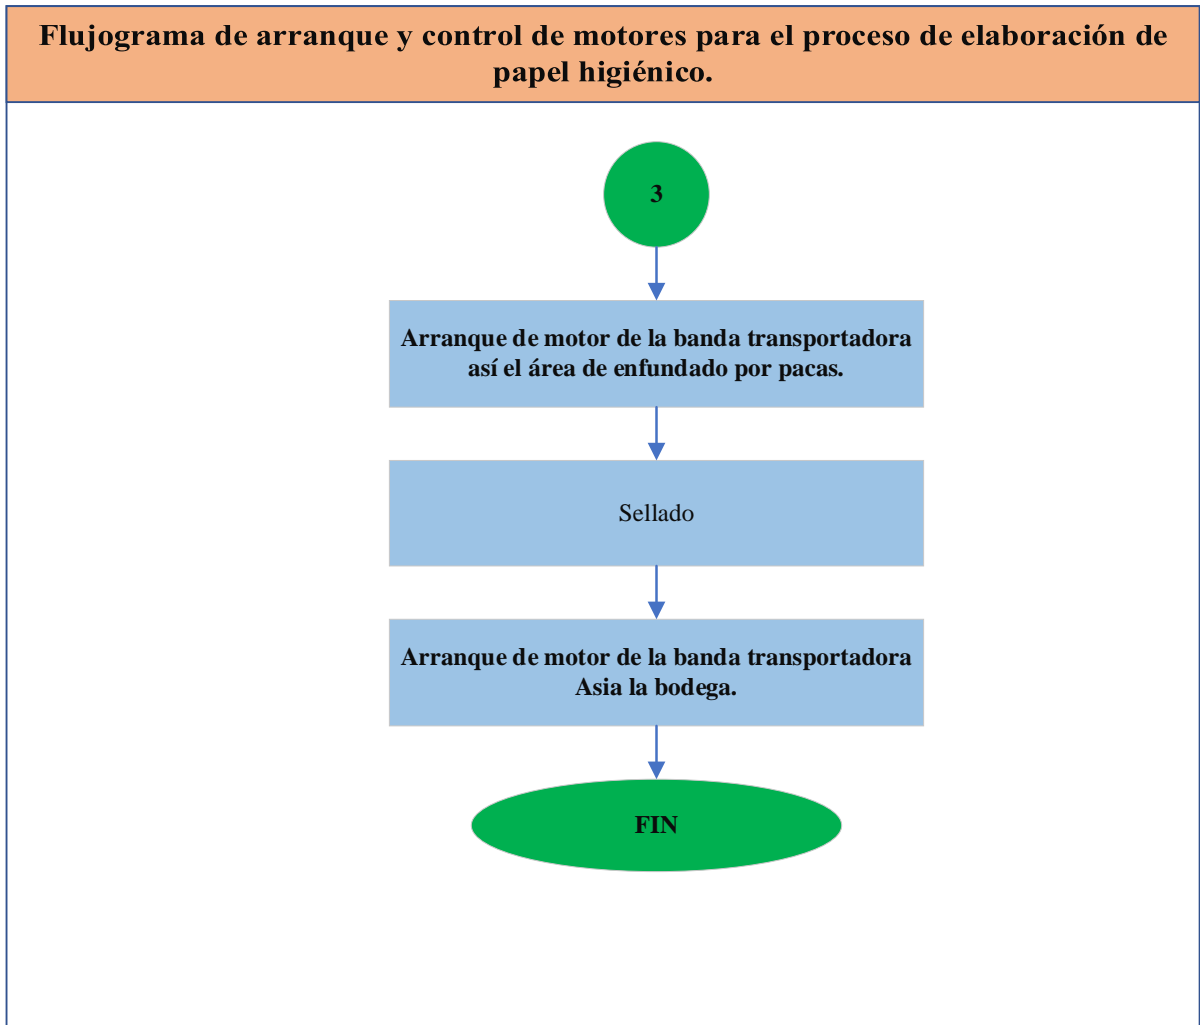 Flujograma de arranque y control de motores para el proceso de elaboración de
papel higiénico.
3
Arranque de motor de la banda transportadora
así el área de enfundado por pacas.
Sellado
Arranque de motor de la banda transportadora
Asia la bodega.
FIN